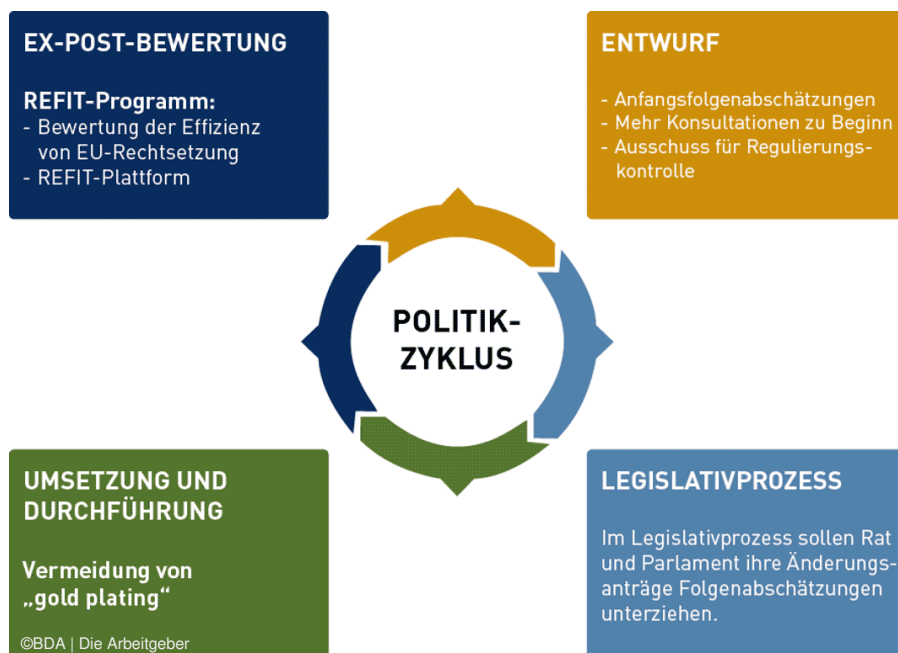 EX-POST-BEWERTUNG
REFIT-Programm:
- Bewertung der Effizienz
von EU-Rechtsetzung
- REFIT-Plattform
ENTWURF
- Anfangsfolgenabschätzungen
- Mehr Konsultationen zu Beginn
- Ausschuss für Regulierungs-
kontrolle
POLITIK-
ZYKLUS
UMSETZUNG UND
DURCHFÜHRUNG
Vermeidung von
„gold plating“
©BDA | Die Arbeitgeber
LEGISLATIVPROZESS
Im Legislativprozess sollen Rat
und Parlament ihre Änderungs-
anträge Folgenabschätzungen
unterziehen.